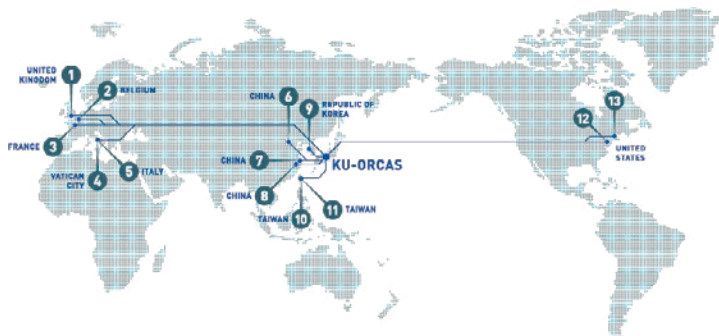 UNITED
KINGDOM
1
2
BELGIUM
FRANCE
3
VATICAN
CITY
4
5
ITALY
CHINA
6
9
REPUBLIC OF
KOREA
CHINA
7
KU-ORCAS
CHINA
8
TAIWAN
10
11
TAIWAN
12
13
UNITED
STATES